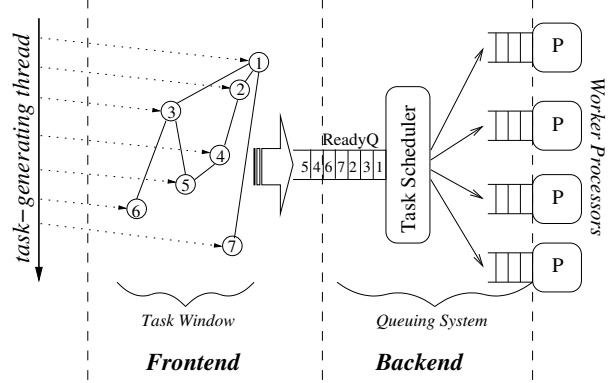 task-generating thread
1
2
3
4
5
6
7
ReadyQ
5 4 6 7 2 3 1
Task Scheduler
P
P
P
P
Worker Processors
Task Window
Queuing System
Frontend
Backend